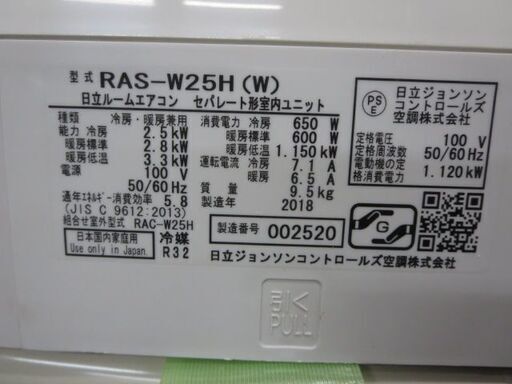 型式 RAS-W25H (W)
日立ルームエアコン セパレート形室内ユニット
種類 冷房・暖房兼用
能力 冷房 2.5kW
暖房標準 2.8kW
暖房低温 3.3kW
電源 100 V
50/60Hz
通年エネルギー消費効率 5.8
(JIS C 9612:2013)
組合せ室外型式 RAC-W25H
日本国内家庭用
Use only in Japan.
冷媒
R32
消費電力 冷房 650 W
暖房標準 600 W
暖房低温 1.150 kW
運転電流 冷房 7.1 A
暖房 6.5 A
質量 9.5kg
製造年 2018
製造番号 002520
PS
E
日立ジョンソン
コントロールズ
空調株式会社
定格電圧 100 V
定格周波数 50/60Hz
電動機の定
格消費電力 1.120kW
G
日立ジョンソンコントロールズ空調株式会社
引く
PULL